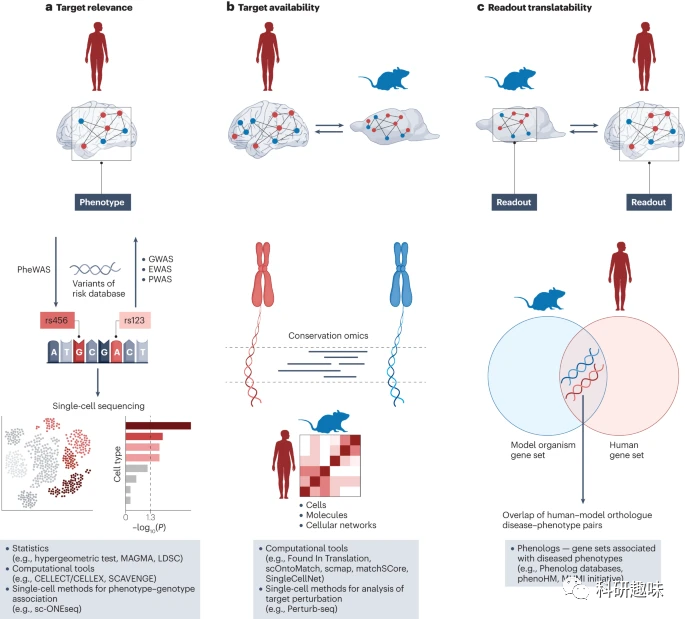 a Target relevance
Phenotype
PheWAS
Variants of
risk database
• GWAS
• EWAS
• PWAS
rs456
rs123
A T G C G A C T
Single-cell sequencing
Cell type
0
1.3
−log10(P)
• Statistics
(e.g., hypergeometric test, MAGMA, LDSC)
• Computational tools
(e.g., CELLECT/CELLEX, SCAVENGE)
• Single-cell methods for phenotype–genotype
association
(e.g., sc-ONEseq)
b Target availability
Conservation omics
• Cells
• Molecules
• Cellular networks
• Computational tools
(e.g., Found In Translation,
scOntoMatch, scmap, matchSCore,
SingleCellNet)
• Single-cell methods for analysis of
target perturbation
(e.g., Perturb-seq)
c Readout translatability
Readout
Readout
Model organism
gene set
Human
gene set
Overlap of human–model orthologue
disease–phenotype pairs
• Phenologs — gene sets associated
with diseased phenotypes
(e.g., Phenolog databases,
phenoHM, initiative)
科研趣味